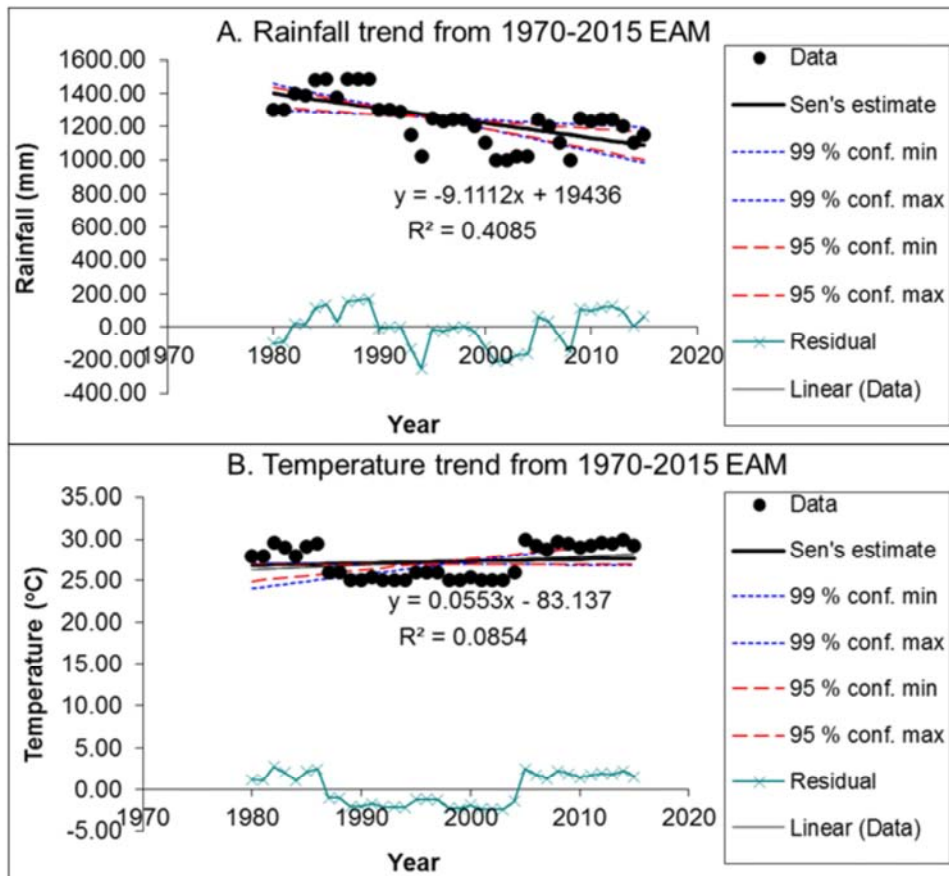 A. Rainfall trend from 1970-2015 EAM
1600.00
1400.00
1200.00
1000.00
800.00
600.00
400.00
200.00
0.00
-200.00
-400.00
Rainfall (mm)
y = -9.1112x + 19436
R² = 0.4085
1970
1980
1990
2000
2010
2020
Year
Data
Sen's estimate
99 % conf. min
99 % conf. max
95 % conf. min
95 % conf. max
Residual
Linear (Data)
B. Temperature trend from 1970-2015 EAM
35.00
30.00
25.00
20.00
15.00
10.00
5.00
0.00
-5.00
Temperature (ºC)
y = 0.0553x - 83.137
R² = 0.0854
1970
1980
1990
2000
2010
2020
Year
Data
Sen's estimate
99 % conf. min
99 % conf. max
95 % conf. min
95 % conf. max
Residual
Linear (Data)